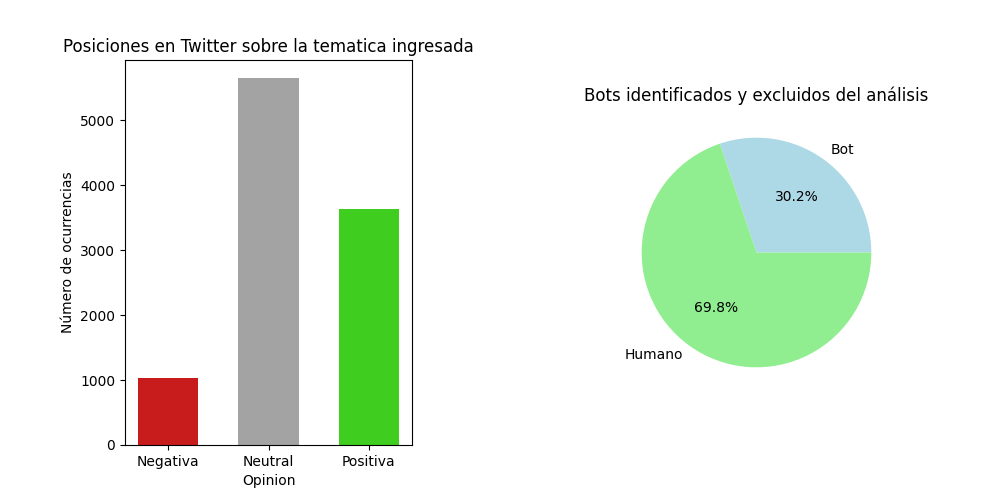 Posiciones en Twitter sobre la tematica ingresada
Número de ocurrencias
5000
4000
3000
2000
1000
0
Negativa
Neutral
Positiva
Opinion
Bots identificados y excluidos del análisis
Bot
30.2%
69.8%
Humano